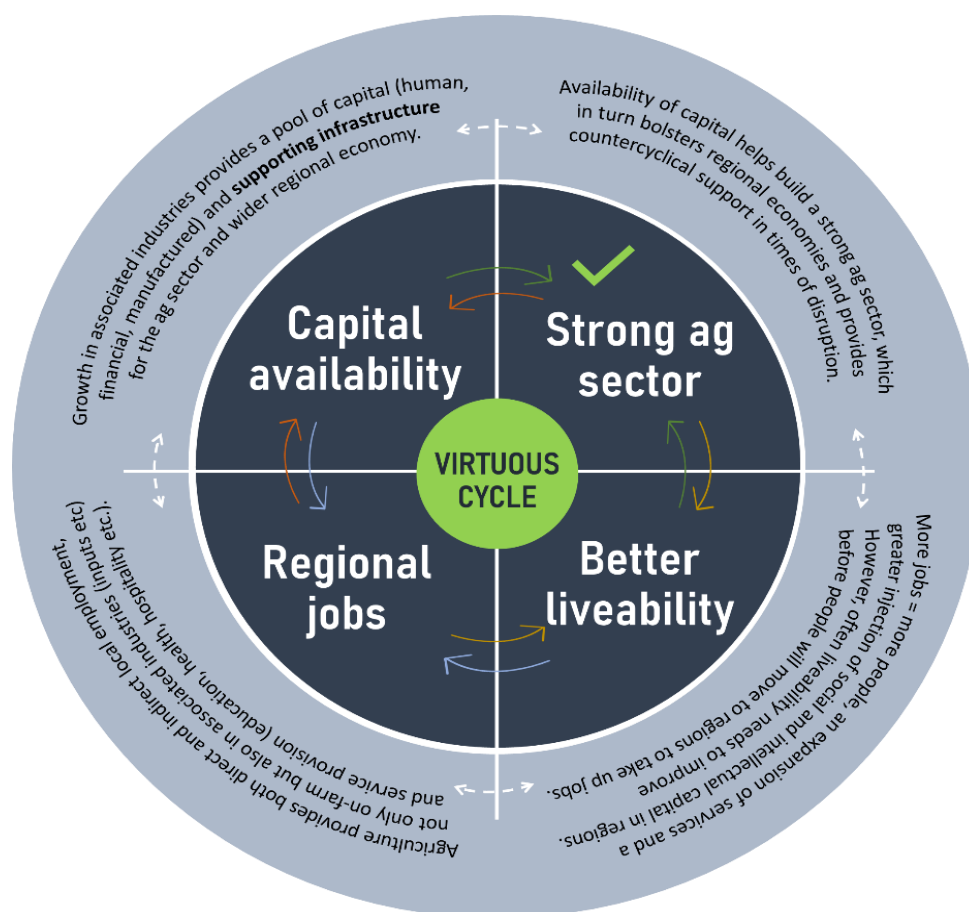 Growth in associated industries provides a pool of capital (human,
financial, manufactured) and supporting infrastructure
for the ag sector and wider regional economy.
Availability of capital helps build a strong ag sector, which
in turn bolsters regional economies and provides
countercyclical support in times of disruption.
Capital
availability
Strong ag
sector
VIRTUOUS
CYCLE
Regional
jobs
Better
liveability
Agriculture provides both direct and indirect local employment,
not only on-farm but also in associated industries (inputs etc)
and service provision (education, health, hospitality etc.).
More jobs = more people, an expansion of services and a
greater injection of social and intellectual capital in regions.
However, often liveability needs to improve
before people will move to regions to take up jobs.